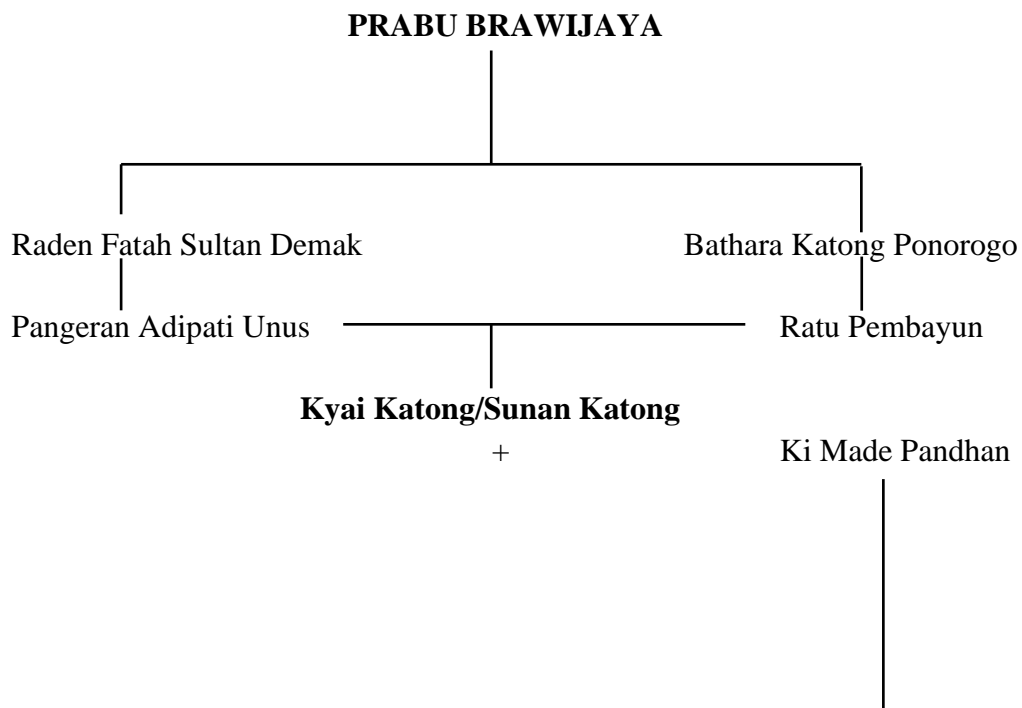 PRABU BRAWIJAYA
Raden Fatah Sultan Demak Bathara Katong Ponorogo
Pangeran Adipati Unus Ratu Pembayun
Kyai Katong/Sunan Katong
+ Ki Made Pandhan